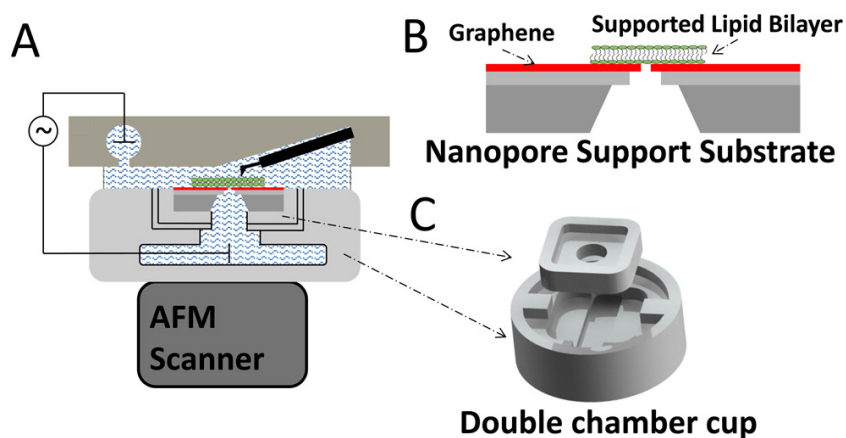 A
B
Supported Lipid Bilayer
Graphene
~
Nanopore Support Substrate
C
AFM
Scanner
Double chamber cup